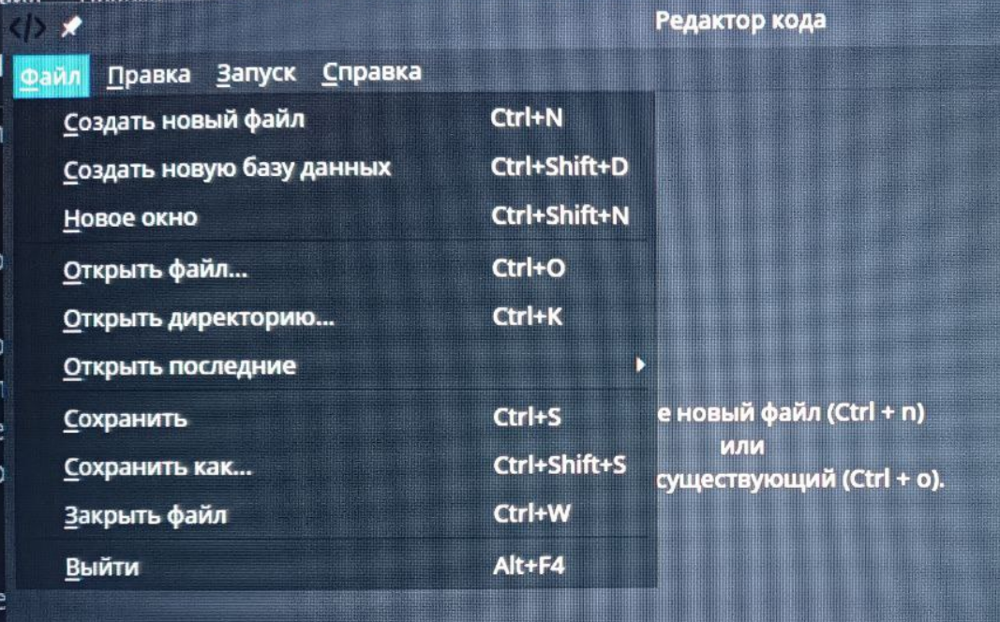 </>
Редактор кода
Файл Правка Запуск Справка
Создать новый файл Ctrl+N
Создать новую базу данных Ctrl+Shift+D
Новое окно Ctrl+Shift+N
Открыть файл... Ctrl+O
Открыть директорию... Ctrl+K
Открыть последние
Сохранить Ctrl+S
Сохранить как... Ctrl+Shift+S
Закрыть файл Ctrl+W
Выйти Alt+F4
е новый файл (Ctrl + n)
или
существующий (Ctrl + o).